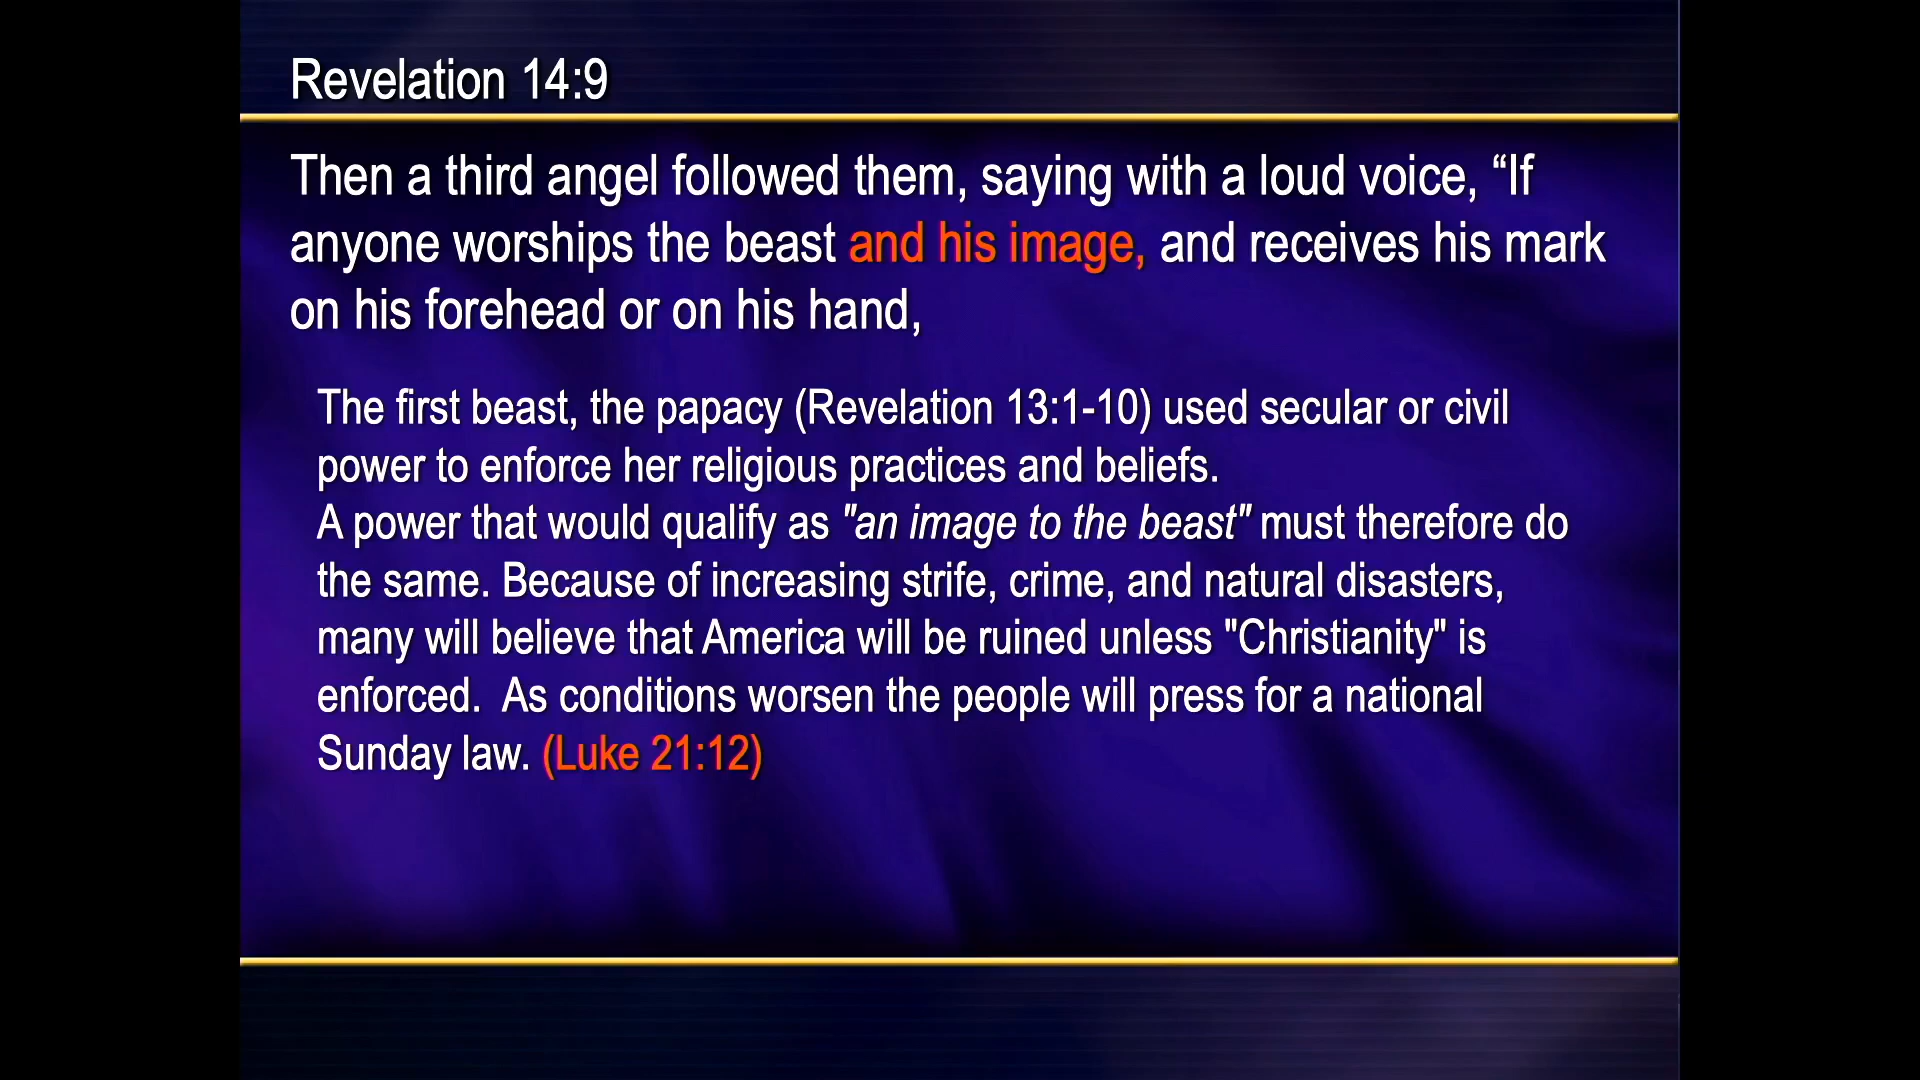 Revelation 14:9
Then a third angel followed them, saying with a loud voice, “If
anyone worships the beast and his image, and receives his mark
on his forehead or on his hand,
The first beast, the papacy (Revelation 13:1-10) used secular or civil
power to enforce her religious practices and beliefs.
A power that would qualify as "an image to the beast" must therefore do
the same. Because of increasing strife, crime, and natural disasters,
many will believe that America will be ruined unless "Christianity" is
enforced.  As conditions worsen the people will press for a national
Sunday law. (Luke 21:12)